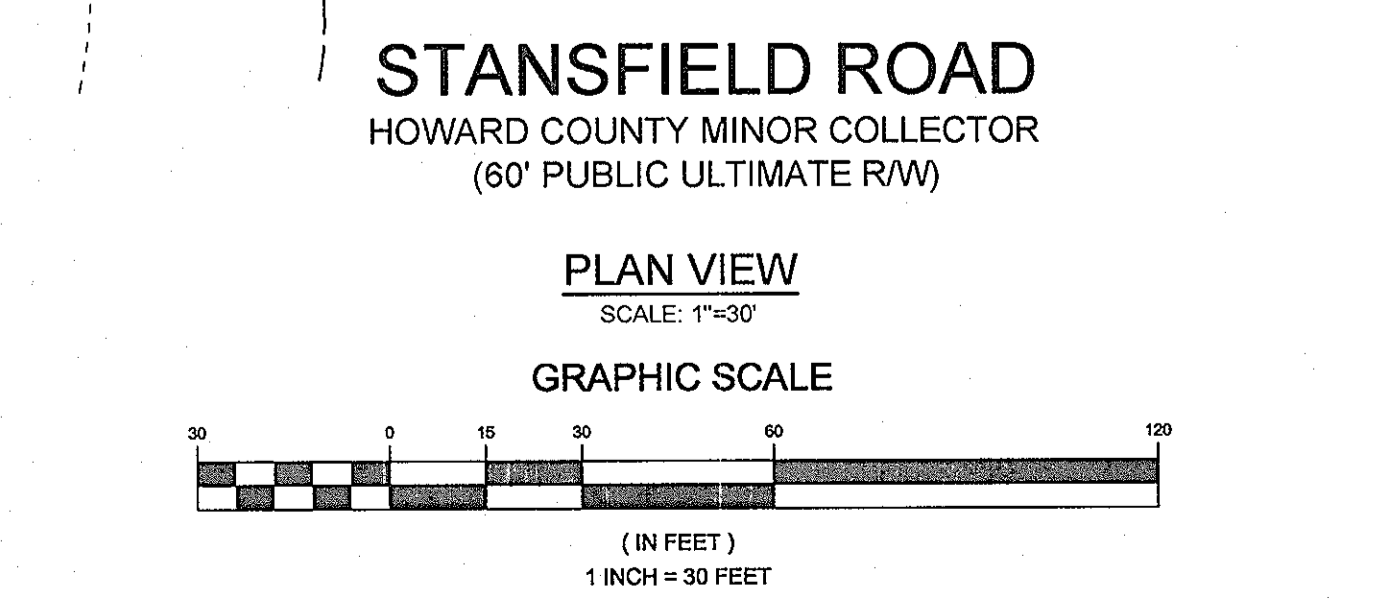 STANSFIELD ROAD
HOWARD COUNTY MINOR COLLECTOR
(60' PUBLIC ULTIMATE R/W)
PLAN VIEW
SCALE: 1"=30'
GRAPHIC SCALE
30 0 15 30 60 120
( IN FEET )
1 INCH = 30 FEET